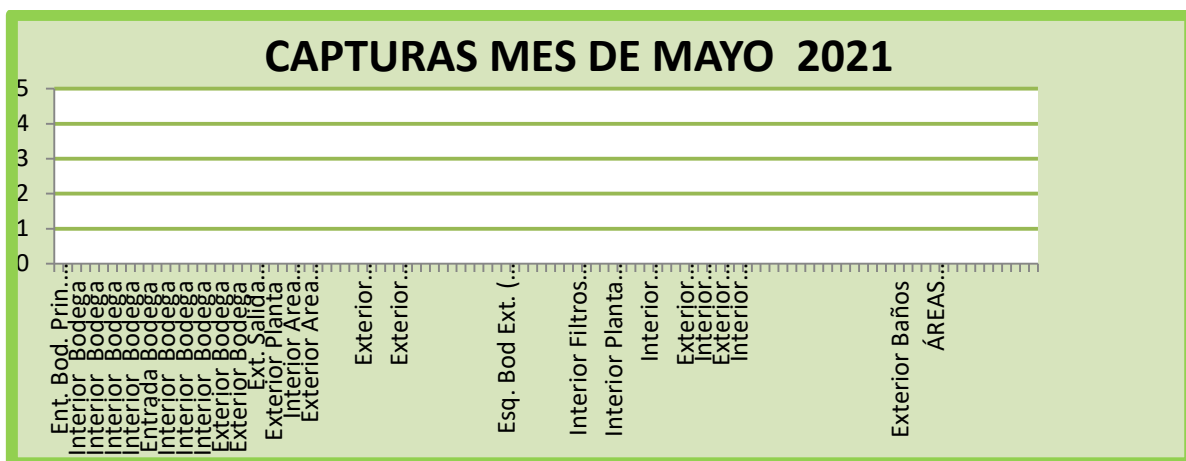 CAPTURAS MES DE MAYO  2021
5
4
3
2
1
0
Ent. Bod. Prin...
Interior Bodega
Interior Bodega
Interior Bodega
Interior Bodega
Entrada Bodega
Interior Bodega
Interior Bodega
Interior Bodega
Exterior Bodega
Exterior Bodega
Ext. Salida...
Exterior Planta
Interior Area...
Exterior Area...
Exterior...
Exterior...
Esq. Bod Ext. (...
Interior Filtros...
Interior Planta...
Interior...
Exterior...
Interior...
Exterior...
Interior...
Exterior Baños
ÁREAS...